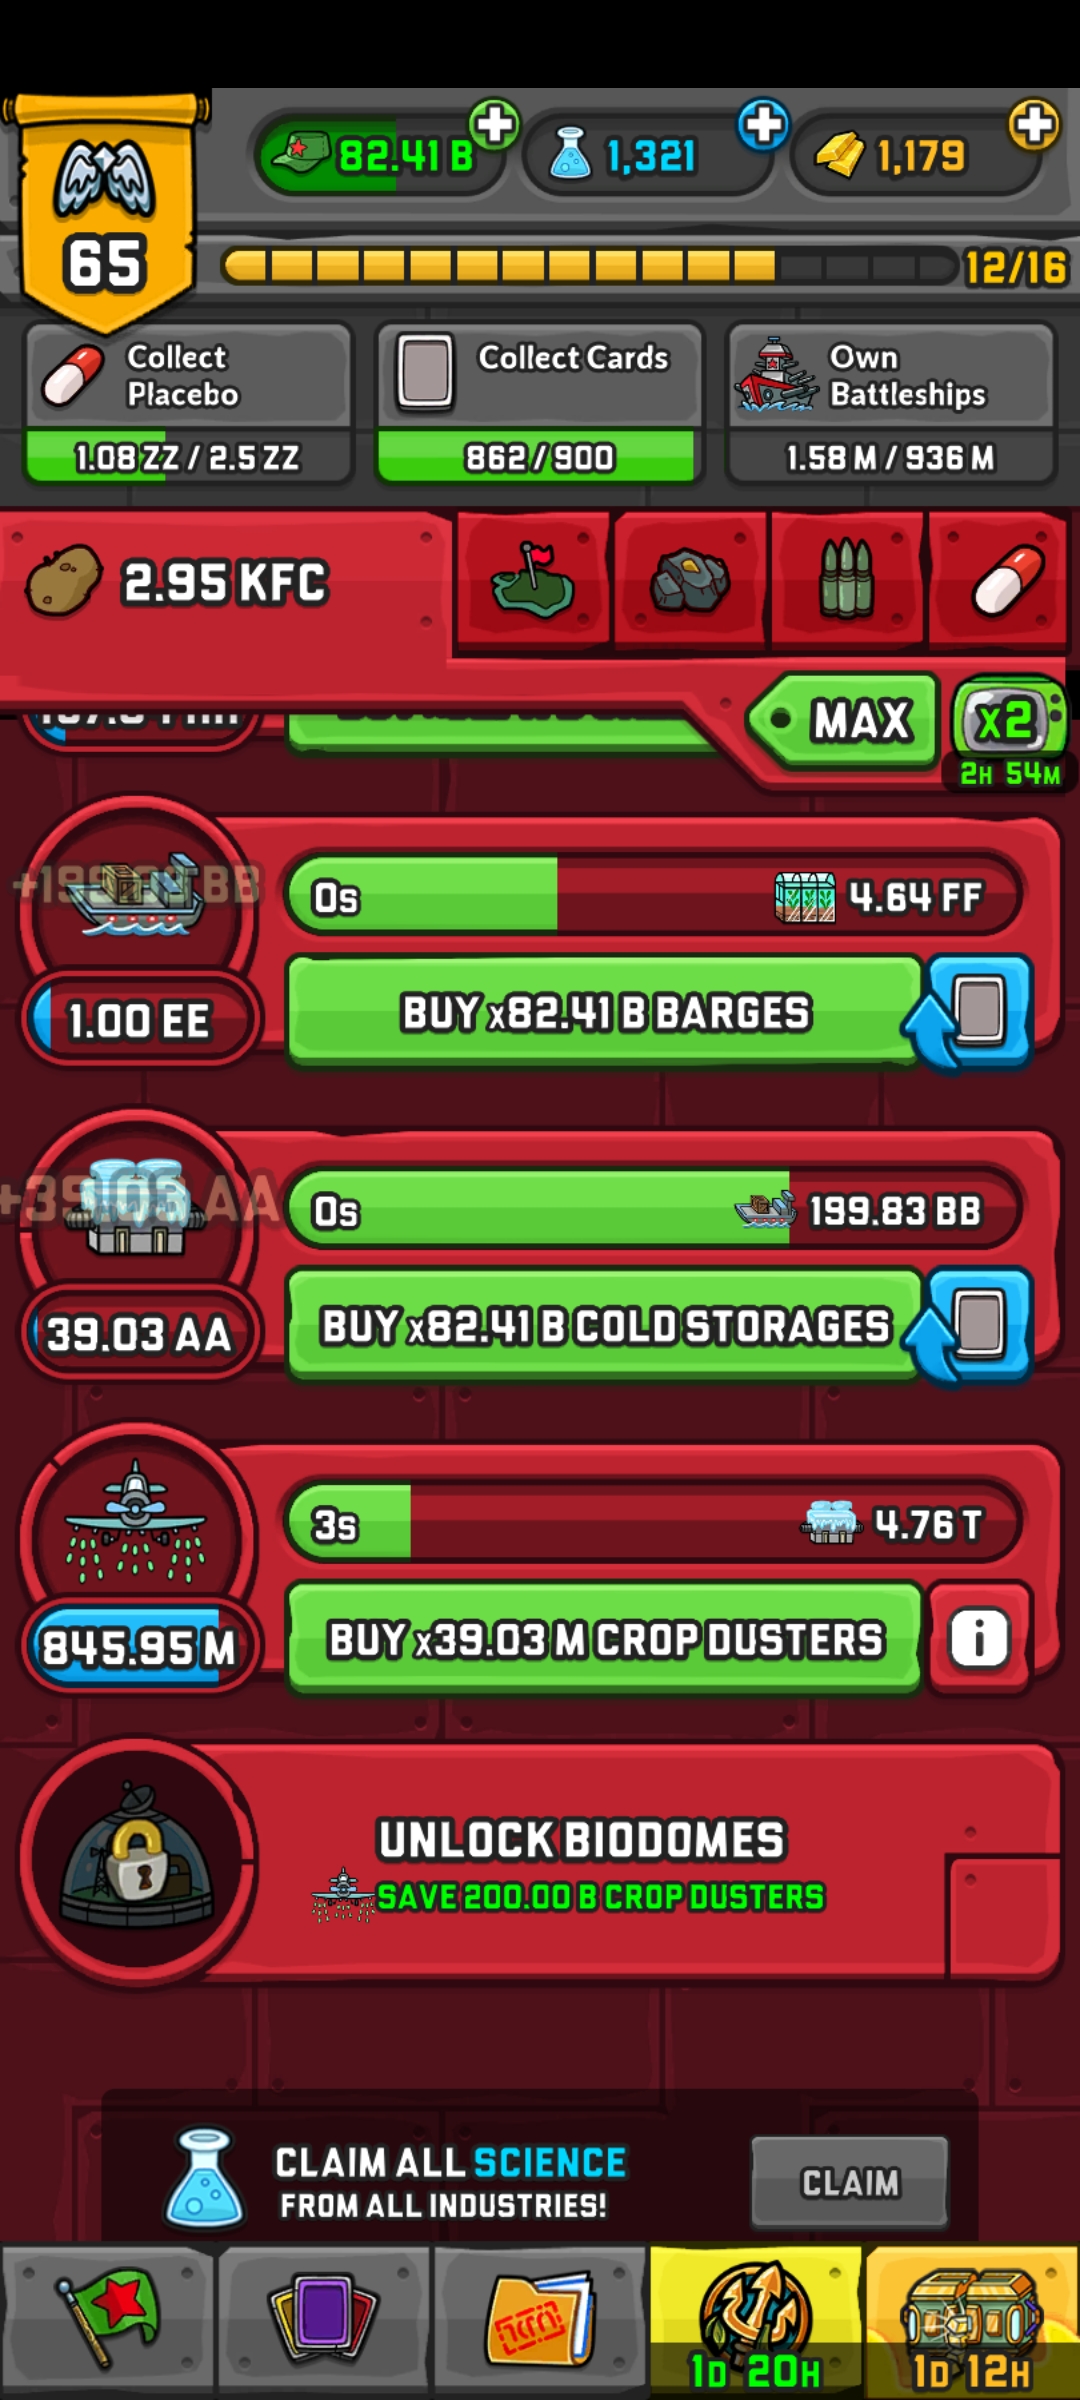 82.41 B
1,321
1,179
65
12/16
Collect Placebo
1.08 ZZ / 2.5 ZZ
Collect Cards
862/900
Own Battleships
1.58 M / 936 M
2.95 KFC
MAX
x2
2H 54M
0s
4.64 FF
1.00 EE
BUY x82.41 B BARGES
+39.03 AA
0s
199.83 BB
39.03 AA
BUY x82.41 B COLD STORAGES
3s
4.76 T
845.95 M
BUY x39.03 M CROP DUSTERS
i
UNLOCK BIODOMES
SAVE 200.00 B CROP DUSTERS
CLAIM ALL SCIENCE
FROM ALL INDUSTRIES!
CLAIM
1D 20H
1D 12H